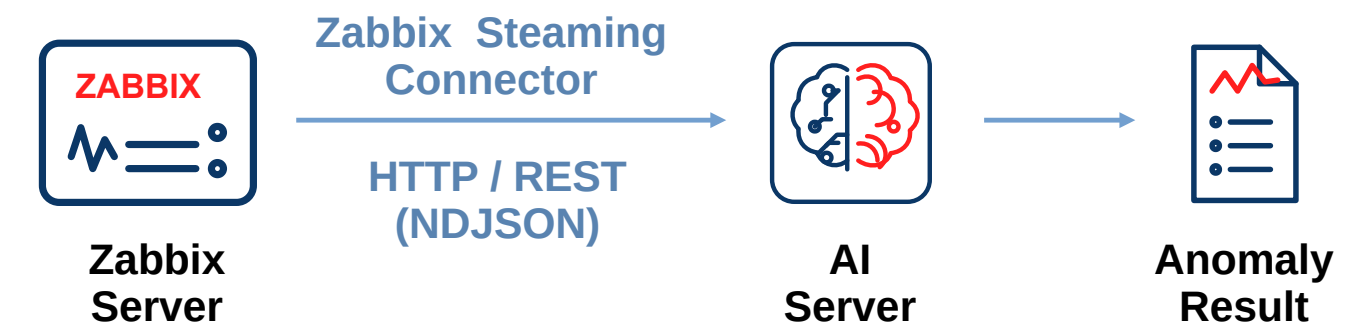 Zabbix  Steaming
Connector
ZABBIX
HTTP / REST
(NDJSON)
Zabbix
Server
AI
Server
Anomaly
Result